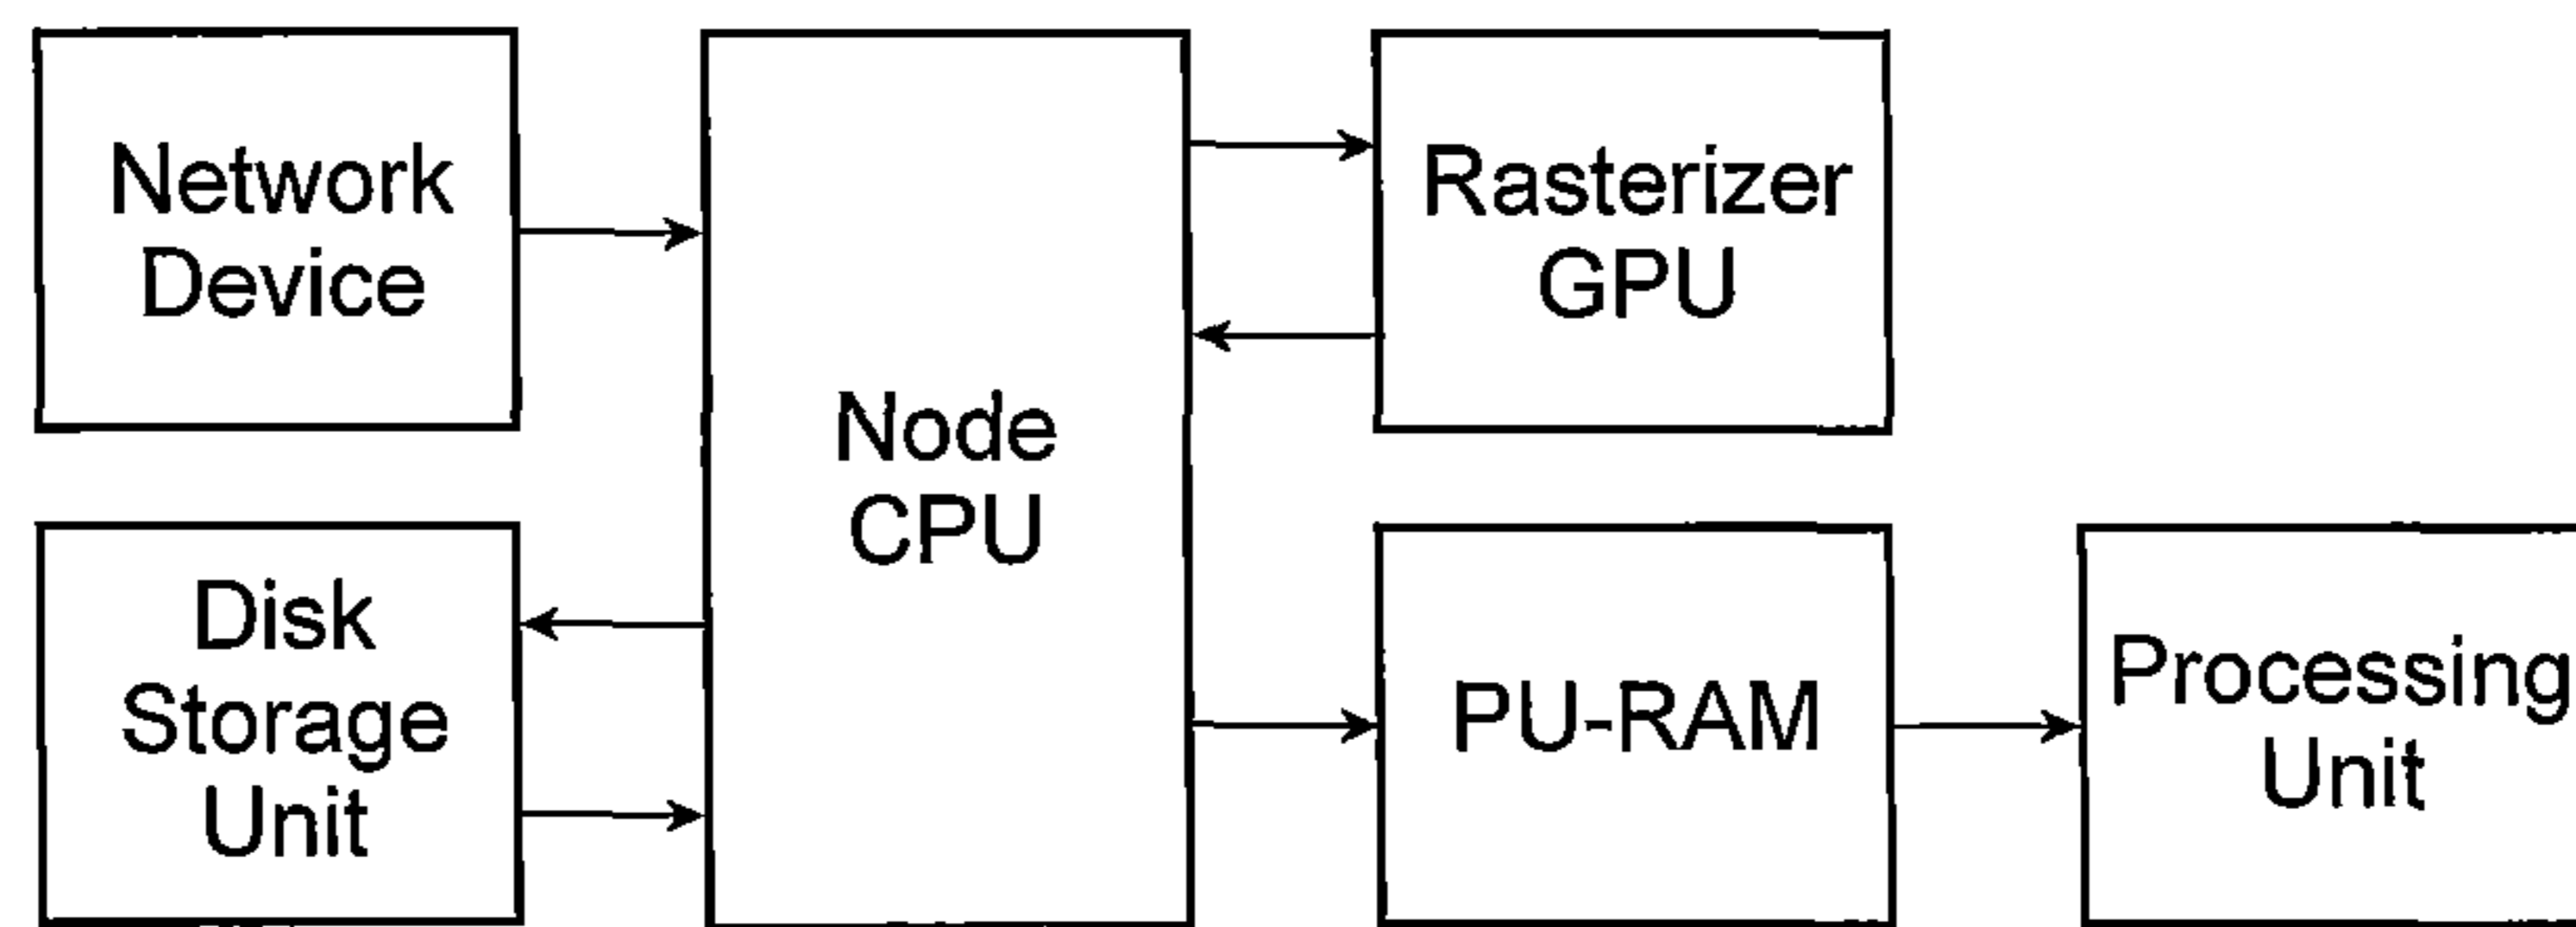 Network
Device
Node
CPU
Rasterizer
GPU
Disk
Storage
Unit
PU-RAM
Processing
Unit